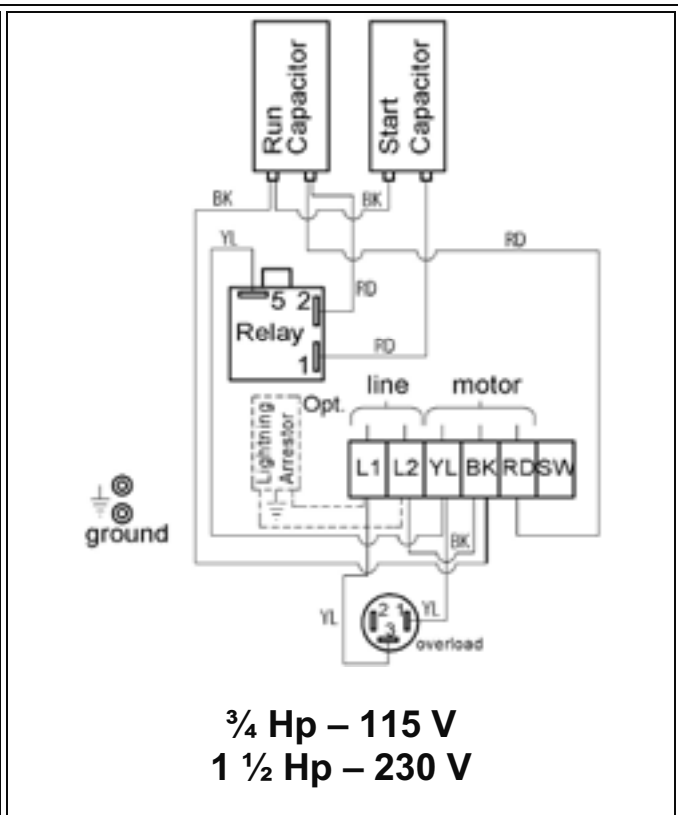 Run
Capacitor
Start
Capacitor
BK
BK
YL
RD
RD
5 2
Relay
1
RD
line motor
Opt.
Lightning
Arrestor
L1 L2 YL BK RD SW
ground
BK
YL
2 1
3
YL
overload
¾ Hp – 115 V
1 ½ Hp – 230 V